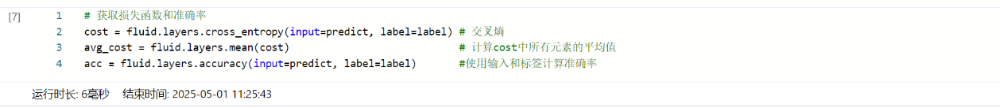 [7]
1 # 获取损失函数和准确率
2 cost = fluid.layers.cross_entropy(input=predict, label=label) # 交叉熵
3 avg_cost = fluid.layers.mean(cost) # 计算cost中所有元素的平均值
4 acc = fluid.layers.accuracy(input=predict, label=label) #使用输入和标签计算准确率
运行时长: 6毫秒 结束时间: 2025-05-01 11:25:43